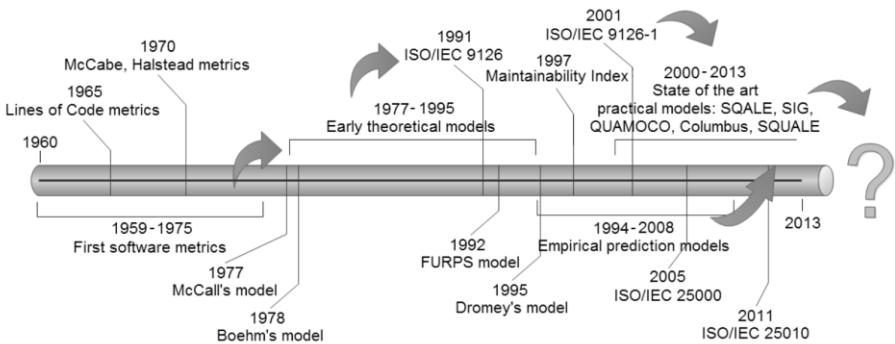 1960
1965
Lines of Code metrics
1970
McCabe, Halstead metrics
1977-1995
Early theoretical models
1991
ISO/IEC 9126
1997
Maintainability Index
2001
ISO/IEC 9126-1
2000-2013
State of the art
practical models: SQALE, SIG,
QUAMOCO, Columbus, SQUALE
?
1959-1975
First software metrics
1977
McCall's model
1978
Boehm's model
1992
FURPS model
1995
Dromey's model
1994-2008
Empirical prediction models
2005
ISO/IEC 25000
2011
ISO/IEC 25010
2013